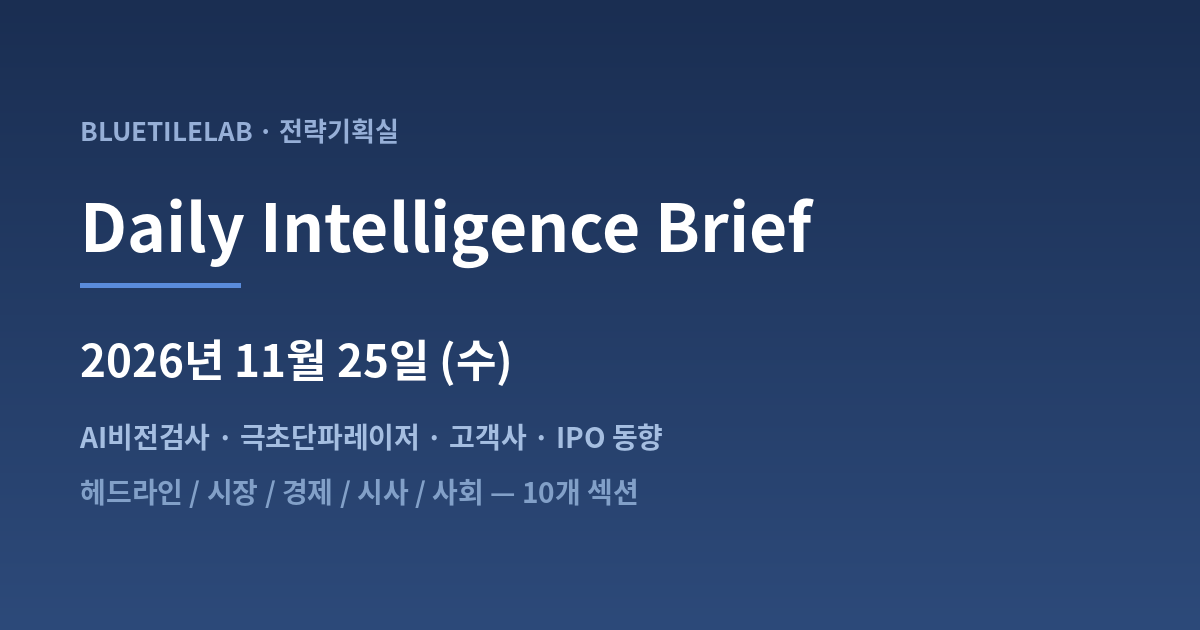 BLUETILELAB · 전략기획실
Daily Intelligence Brief
2026년 11월 25일 (수)
AI비전검사 · 극초단파레이저 · 고객사 · IPO 동향
헤드라인 / 시장 / 경제 / 시사 / 사회 — 10개 섹션